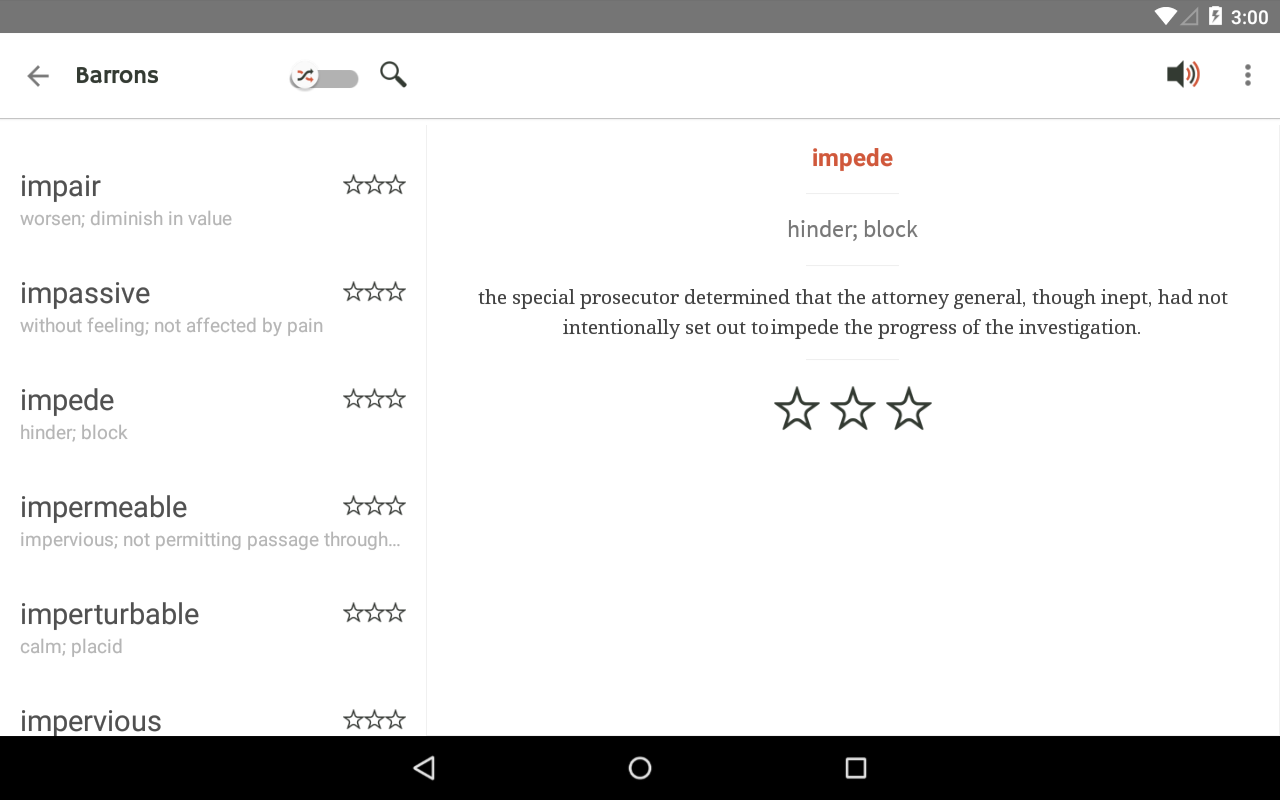 3:00
Barrons
impair
worsen; diminish in value
impassive
without feeling; not affected by pain
impede
hinder; block
impermeable
impervious; not permitting passage through…
imperturbable
calm; placid
impervious
impede
hinder; block
the special prosecutor determined that the attorney general, though inept, had not
intentionally set out to impede the progress of the investigation.